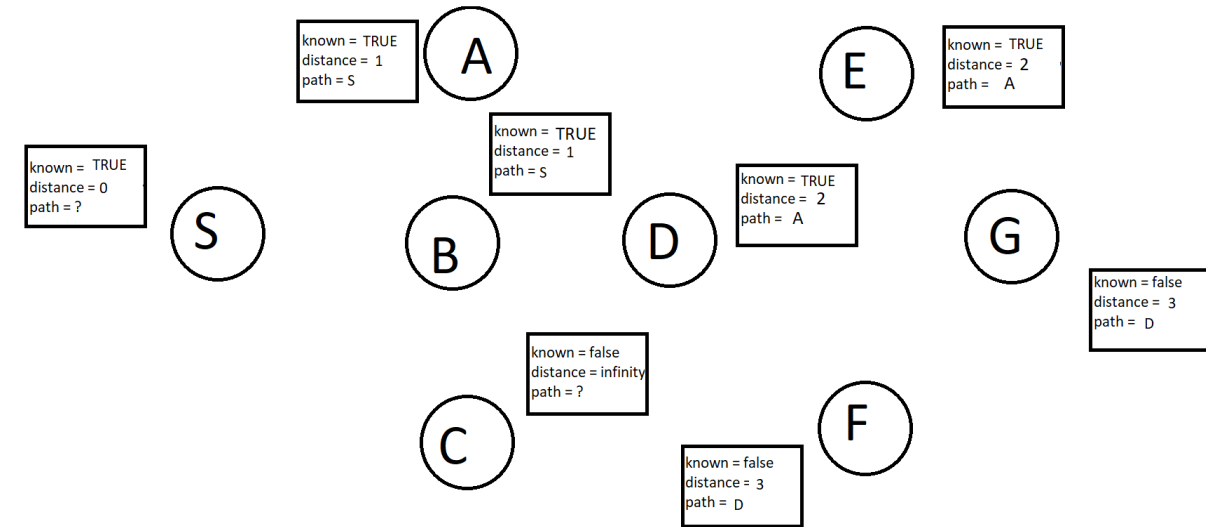 known = TRUE
distance = 1
path = S
A
E
known = TRUE
distance = 2
path = A
known = TRUE
distance = 1
path = S
known = TRUE
distance = 0
path = ?
S
B
D
known = TRUE
distance = 2
path = A
G
known = false
distance = 3
path = D
known = false
distance = infinity
path = ?
C
F
known = false
distance = 3
path = D